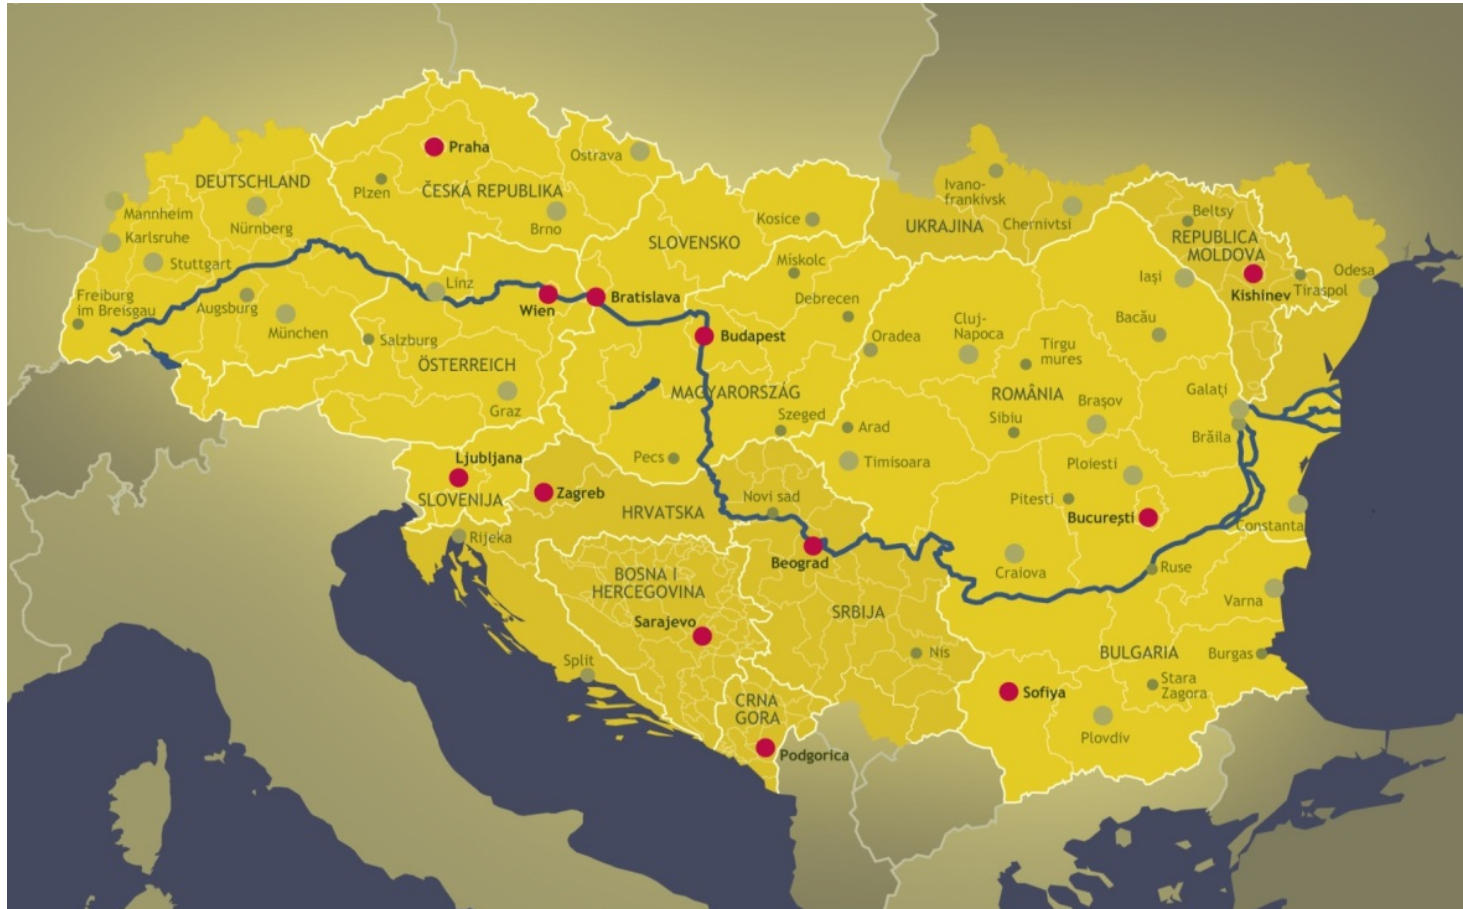 Praha
Ostrava
DEUTSCHLAND
Plzen
ČESKÁ REPUBLIKA
Mannheim
Nürnberg
Brno
Karlsruhe
Stuttgart
SLOVENSKO
Kosice
Ivano-
frankivsk
UKRAJINA
Chernivtsi
Beltsy
REPUBLICA
MOLDOVA
Miskolc
Iaşi
Kishinev
Tiraspol
Odesa
Freiburg
im Breisgau
Augsburg
München
Linz
Wien
Bratislava
Debrecen
Salzburg
Budapest
Oradea
Cluj-
Napoca
Tirgu
mures
Bacău
ÖSTERREICH
Graz
MAGYARORSZÁG
ROMÂNIA
Galaţi
Szeged
Arad
Sibiu
Braşov
Brăila
Ljubljana
Pecs
Timisoara
Ploiesti
SLOVENIJA
Zagreb
HRVATSKA
Novi sad
Pitesti
Bucureşti
Constanta
Rijeka
Beograd
Craiova
Ruse
BOSNA I
HERCEGOVINA
Sarajevo
SRBIJA
Varna
Split
Nis
BULGARIA
Burgas
CRNA
GORA
Sofiya
Stara
Zagora
Podgorica
Plovdiv